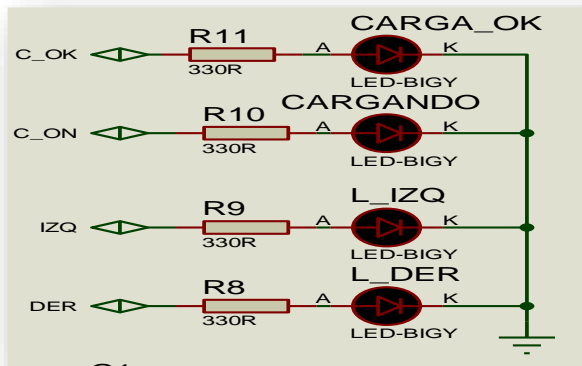 CARGA_OK
R11
C_OK
A
K
330R
LED-BIGY
CARGANDO
R10
C_ON
A
K
330R
LED-BIGY
L_IZQ
R9
IZQ
A
K
330R
LED-BIGY
L_DER
R8
DER
A
K
330R
LED-BIGY